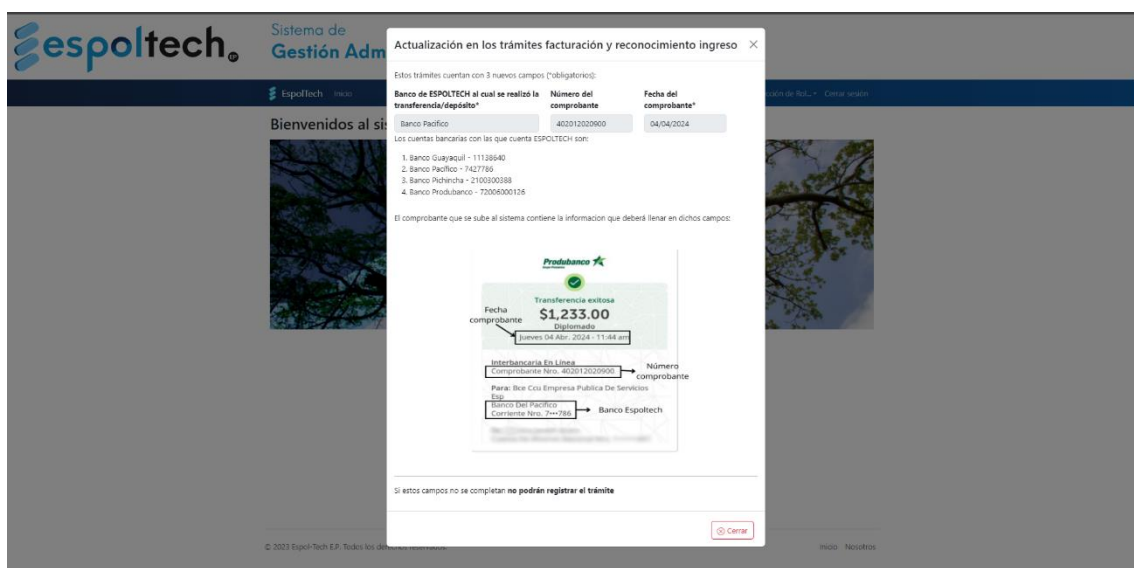 espoltech EP
Sistema de
Gestión Adm
EspolTech Inicio
Cerrar sesión
Bienvenidos al si
Actualización en los trámites facturación y reconocimiento ingreso
Estos trámites cuentan con 3 nuevos campos (*obligatorios):
Banco de ESPOLTECH al cual se realizó la transferencia/depósito*
Número del comprobante
Fecha del comprobante*
Banco Pacífico
402012020900
04/04/2024
Los cuentas bancarias con las que cuenta ESPOLTECH son:
1. Banco Guayaquil - 11138640
2. Banco Pacífico - 7427786
3. Banco Pichincha - 2100300388
4. Banco Produbanco - 72006000126
El comprobante que se sube al sistema contiene la informacion que deberá llenar en dichos campos:
Produbanco
Transferencia exitosa
Fecha comprobante
$1,233.00
Diplomado
Jueves 04 Abr. 2024 - 11:44 am
Interbancaria En Línea
Comprobante Nro. 402012020900
Número comprobante
Para: Bce Ccu Empresa Publica De Servicios
Esp
Banco Del Pacífico
Corriente Nro. 7•••786
Banco Espoltech
Si estos campos no se completan no podrán registrar el trámite
Cerrar
© 2023 Espol-Tech E.P. Todos los derechos reservados.
Inicio Nosotros